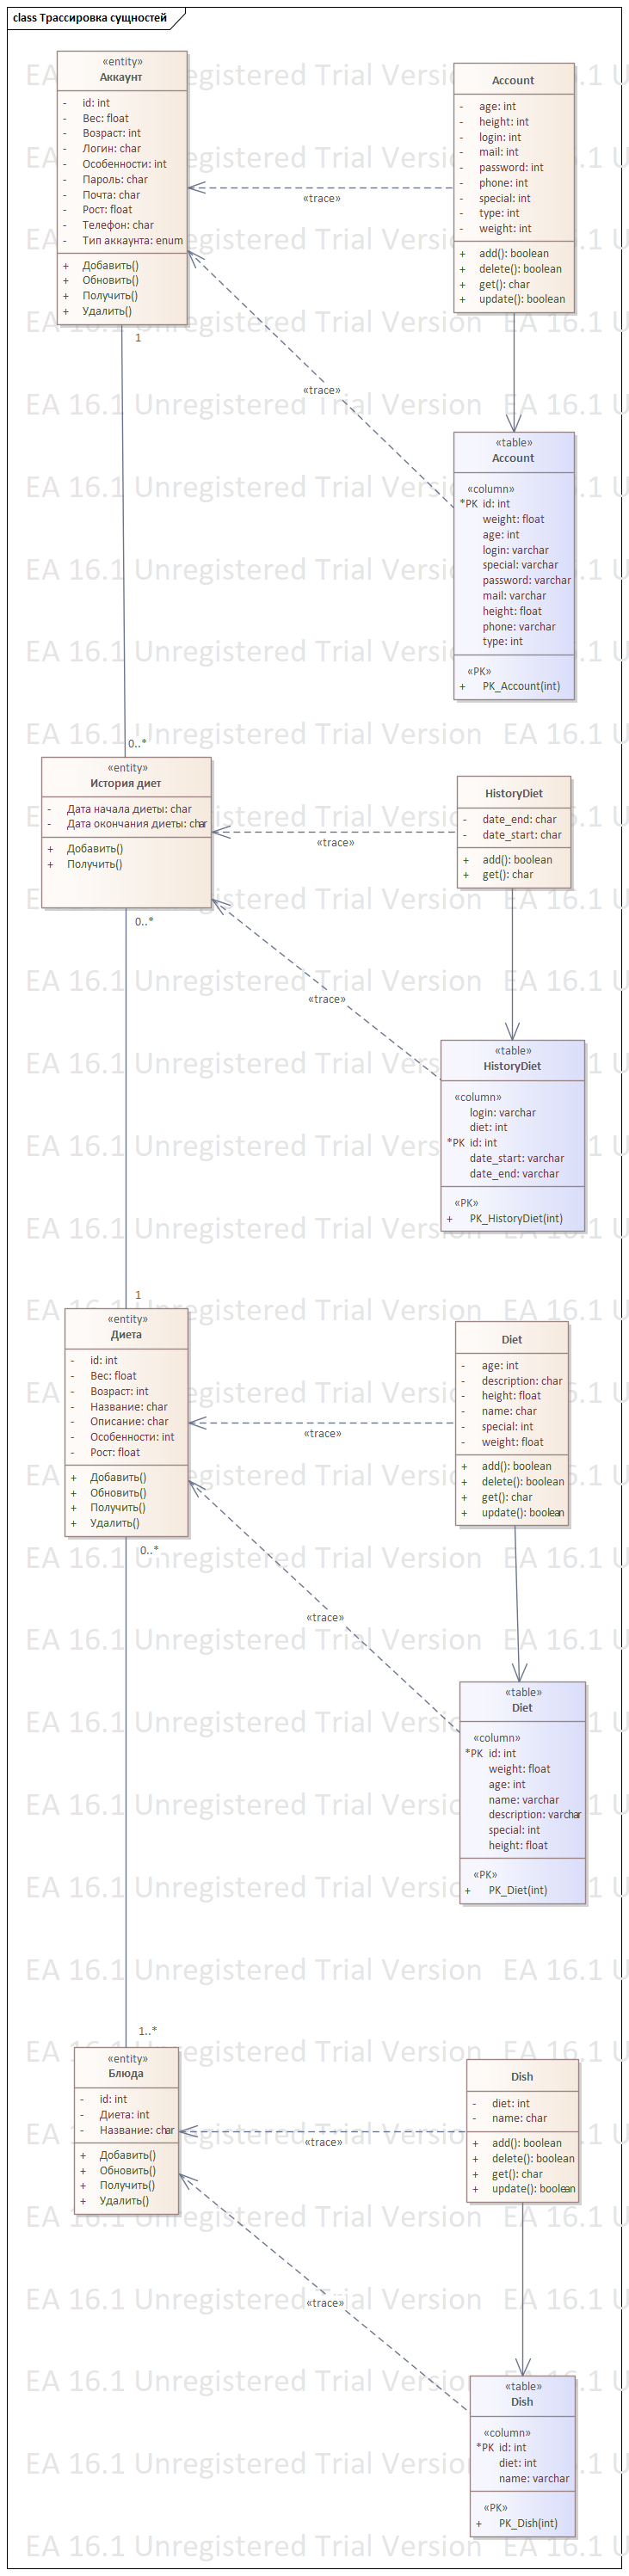 class Трассировка сущностей
«entity»
Аккаунт
- id: int
- Вес: float
- Возраст: int
- Логин: char
- Особенности: int
- Пароль: char
- Почта: char
- Рост: float
- Телефон: char
- Тип аккаунта: enum
+ Добавить()
+ Обновить()
+ Получить()
+ Удалить()
Account
- age: int
- height: int
- login: int
- mail: int
- password: int
- phone: int
- special: int
- type: int
- weight: int
+ add(): boolean
+ delete(): boolean
+ get(): char
+ update(): boolean
«trace»
1
«trace»
«table»
Account
«column»
*PK id: int
weight: float
age: int
login: varchar
special: varchar
password: varchar
mail: varchar
height: float
phone: varchar
type: int
«PK»
+ PK_Account(int)
0..*
«entity»
История диет
- Дата начала диеты: char
- Дата окончания диеты: char
+ Добавить()
+ Получить()
HistoryDiet
- date_end: char
- date_start: char
+ add(): boolean
+ get(): char
«trace»
0..*
«trace»
«table»
HistoryDiet
«column»
login: varchar
diet: int
*PK id: int
date_start: varchar
date_end: varchar
«PK»
+ PK_HistoryDiet(int)
1
«entity»
Диета
- id: int
- Вес: float
- Возраст: int
- Название: char
- Описание: char
- Особенности: int
- Рост: float
+ Добавить()
+ Обновить()
+ Получить()
+ Удалить()
Diet
- age: int
- description: char
- height: float
- name: char
- special: int
- weight: float
+ add(): boolean
+ delete(): boolean
+ get(): char
+ update(): boolean
«trace»
0..*
«trace»
«table»
Diet
«column»
*PK id: int
weight: float
age: int
name: varchar
description: varchar
special: int
height: float
«PK»
+ PK_Diet(int)
1..*
«entity»
Блюда
- id: int
- Диета: int
- Название: char
+ Добавить()
+ Обновить()
+ Получить()
+ Удалить()
Dish
- diet: int
- name: char
+ add(): boolean
+ delete(): boolean
+ get(): char
+ update(): boolean
«trace»
«trace»
«table»
Dish
«column»
*PK id: int
diet: int
name: varchar
«PK»
+ PK_Dish(int)
EA 16.1 Unregistered Trial Version